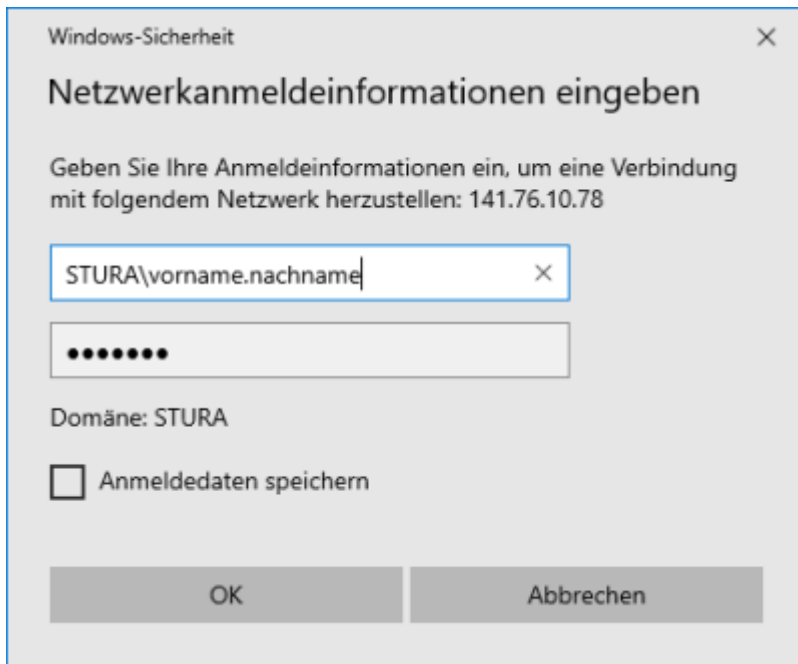 Windows-Sicherheit
Netzwerkanmeldeinformationen eingeben
Geben Sie Ihre Anmeldeinformationen ein, um eine Verbindung
mit folgendem Netzwerk herzustellen: 141.76.10.78
STURA\vorname.nachname
•••••••
Domäne: STURA
Anmeldedaten speichern
OK
Abbrechen